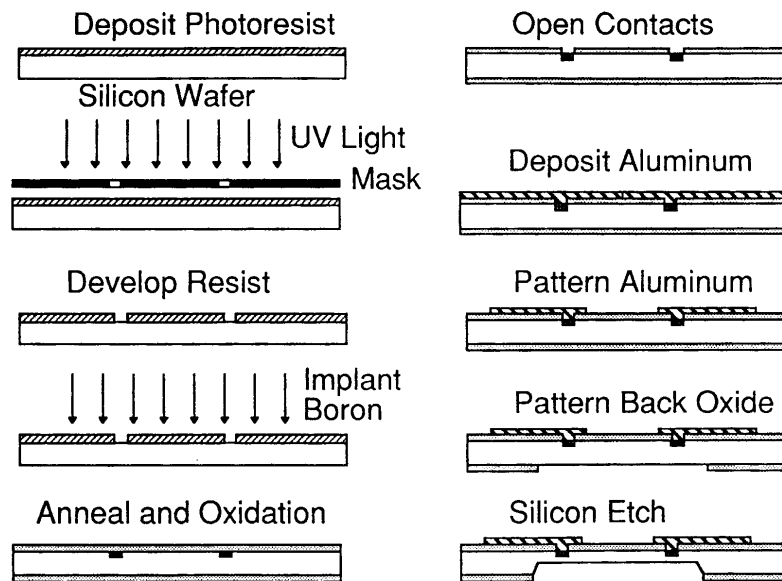 Deposit Photoresist
Silicon Wafer
UV Light
Mask
Develop Resist
Implant
Boron
Anneal and Oxidation
Open Contacts
Deposit Aluminum
Pattern Aluminum
Pattern Back Oxide
Silicon Etch